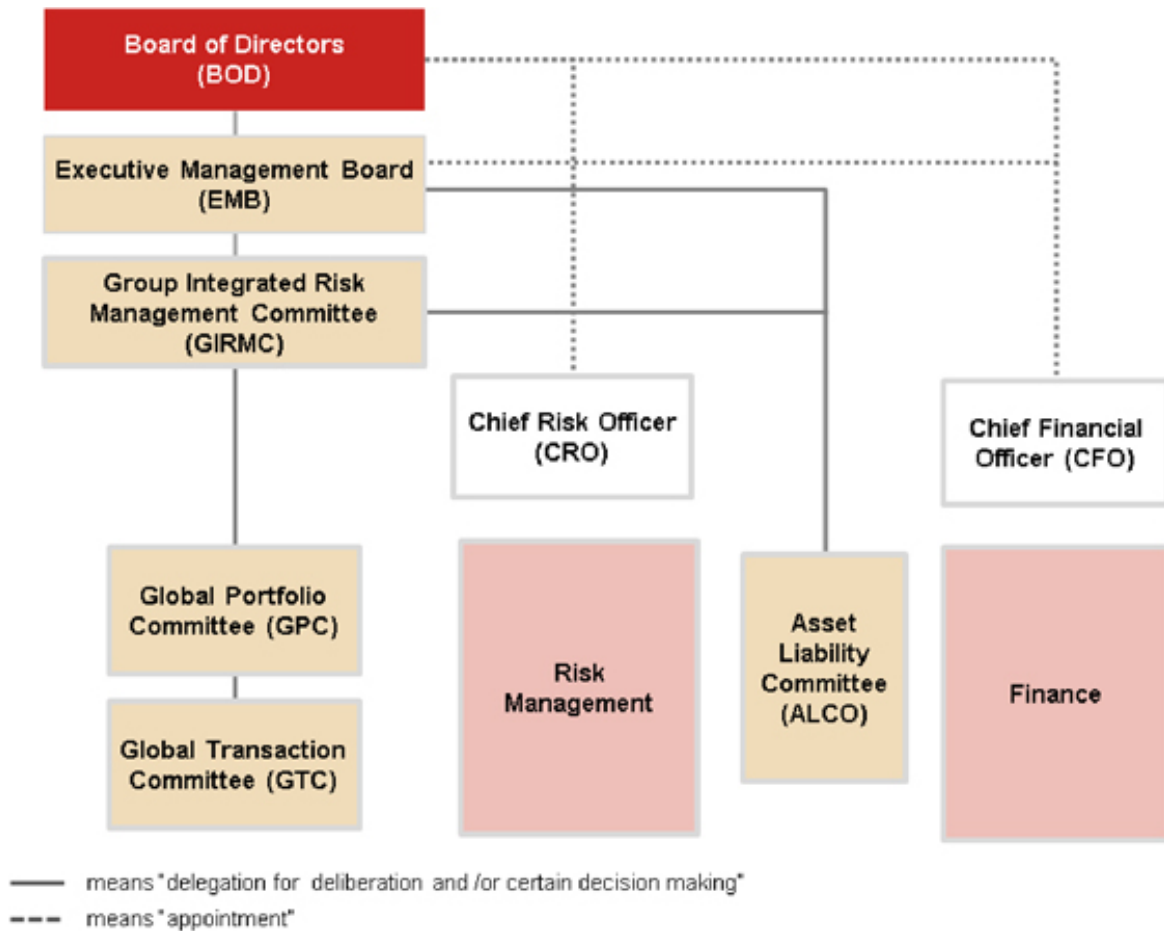 Board of Directors
(BOD)
Executive Management Board
(EMB)
Group Integrated Risk
Management Committee
(GIRMC)
Chief Risk Officer
(CRO)
Chief Financial
Officer (CFO)
Global Portfolio
Committee (GPC)
Risk
Management
Asset
Liability
Committee
(ALCO)
Finance
Global Transaction
Committee (GTC)
means "delegation for deliberation and /or certain decision making"
means "appointment"